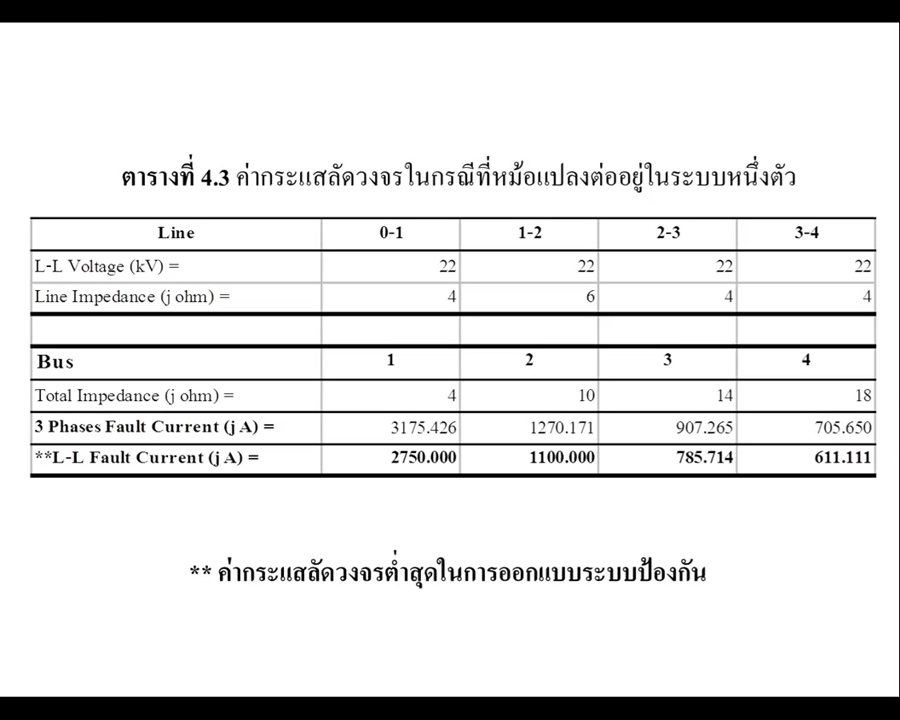 ตารางที่ 4.3 ค่ากระแสลัดวงจรในกรณีที่หม้อแปลงต่ออยู่ในระบบหนึ่งตัว
Line 0-1 1-2 2-3 3-4
L-L Voltage (kV) = 22 22 22 22
Line Impedance (j ohm) = 4 6 4 4
Bus 1 2 3 4
Total Impedance (j ohm) = 4 10 14 18
3 Phases Fault Current (j A) = 3175.426 1270.171 907.265 705.650
**L-L Fault Current (j A) = 2750.000 1100.000 785.714 611.111
** ค่ากระแสลัดวงจรต่ำสุดในการออกแบบระบบป้องกัน